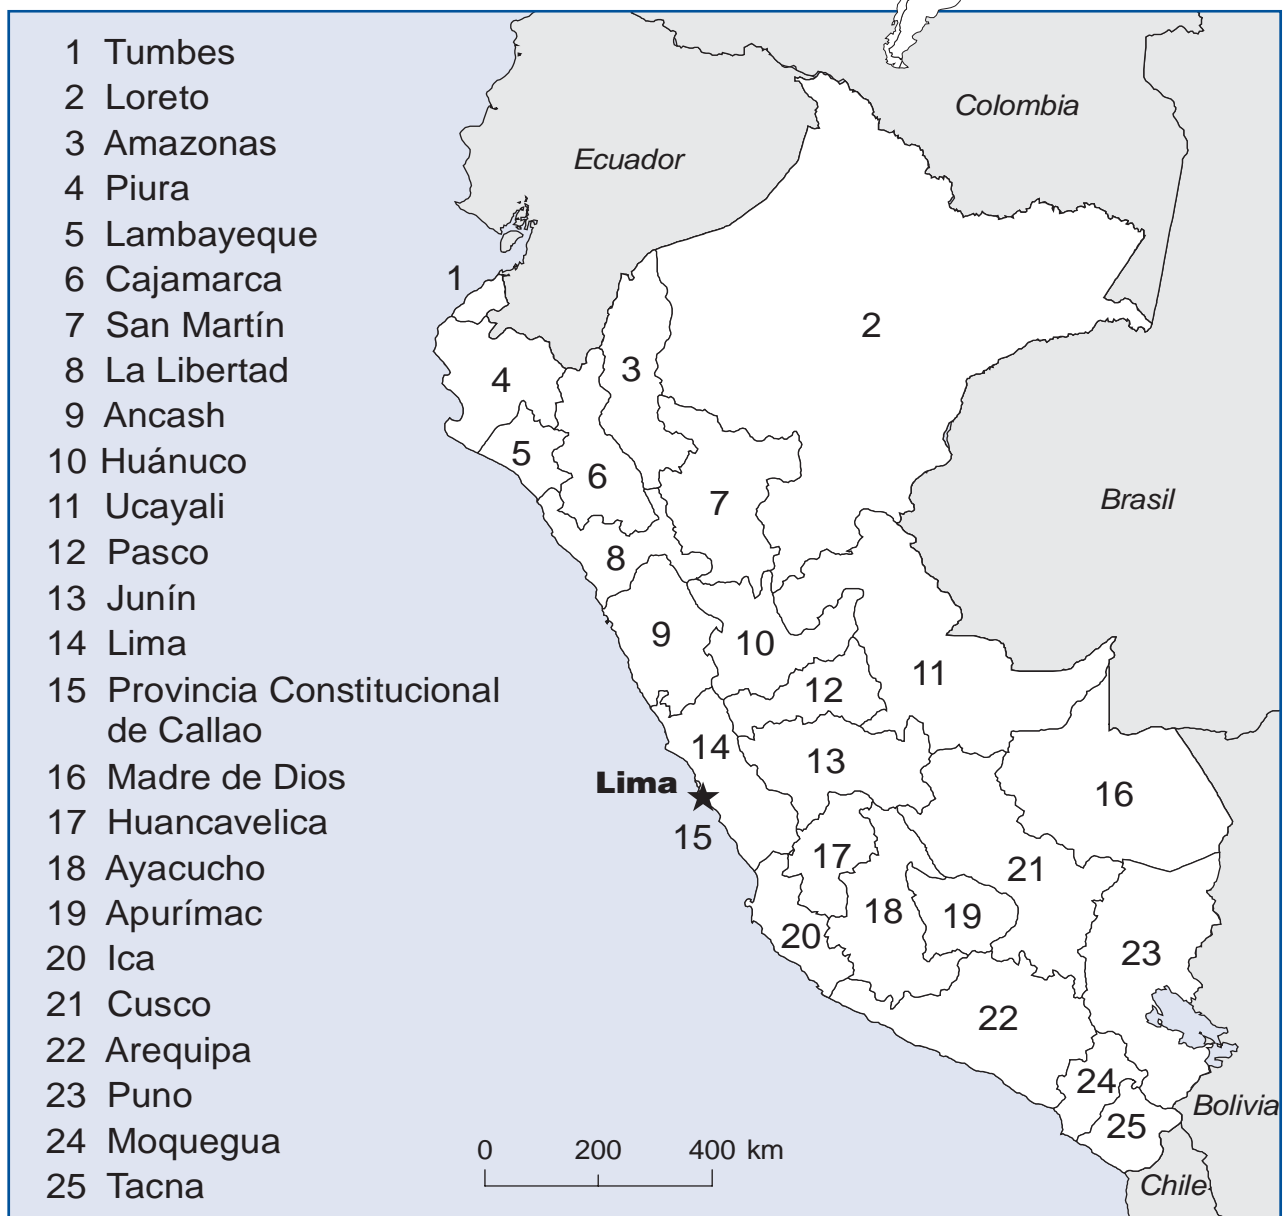 1 Tumbes
2 Loreto
3 Amazonas
4 Piura
5 Lambayeque
6 Cajamarca
7 San Martín
8 La Libertad
9 Ancash
10 Huánuco
11 Ucayali
12 Pasco
13 Junín
14 Lima
15 Provincia Constitucional
de Callao
16 Madre de Dios
17 Huancavelica
18 Ayacucho
19 Apurímac
20 Ica
21 Cusco
22 Arequipa
23 Puno
24 Moquegua
25 Tacna
Colombia
Ecuador
1
2
3
4
5
6
7
Brasil
8
9
10
11
12
14
13
Lima
16
15
17
21
18
19
20
23
22
24
Bolivia
25
0 200 400 km
Chile